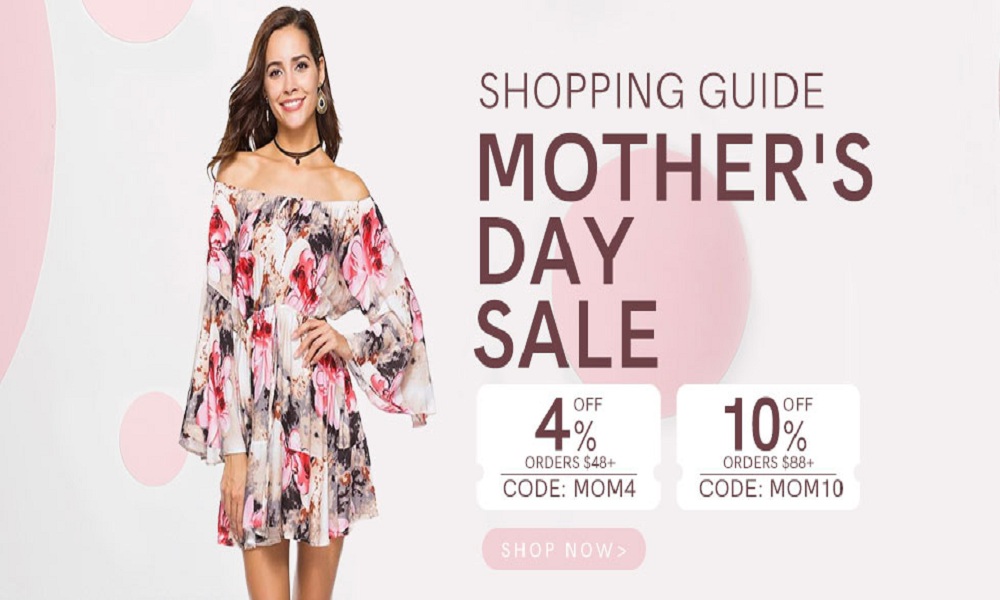 SHOPPING GUIDE
MOTHER'S
DAY
SALE
4% OFF
ORDERS $48+
CODE: MOM4
10% OFF
ORDERS $88+
CODE: MOM10
SHOP NOW>